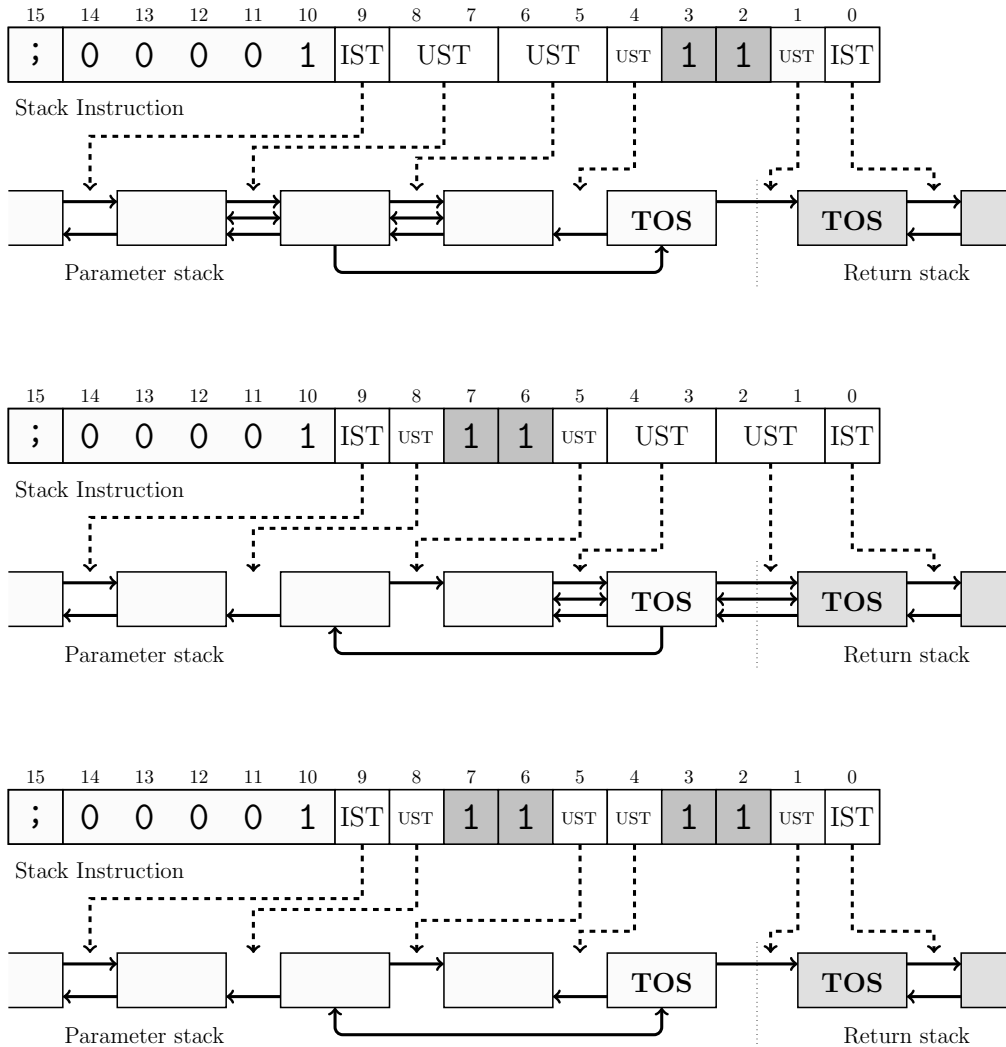 15 14 13 12 11 10 9 8 7 6 5 4 3 2 1 0
; 0 0 0 0 1 IST UST UST UST 1 1 UST IST
Stack Instruction
TOS TOS
Parameter stack Return stack
15 14 13 12 11 10 9 8 7 6 5 4 3 2 1 0
; 0 0 0 0 1 IST UST 1 1 UST UST UST IST
Stack Instruction
TOS TOS
Parameter stack Return stack
15 14 13 12 11 10 9 8 7 6 5 4 3 2 1 0
; 0 0 0 0 1 IST UST 1 1 UST UST 1 1 UST IST
Stack Instruction
TOS TOS
Parameter stack Return stack